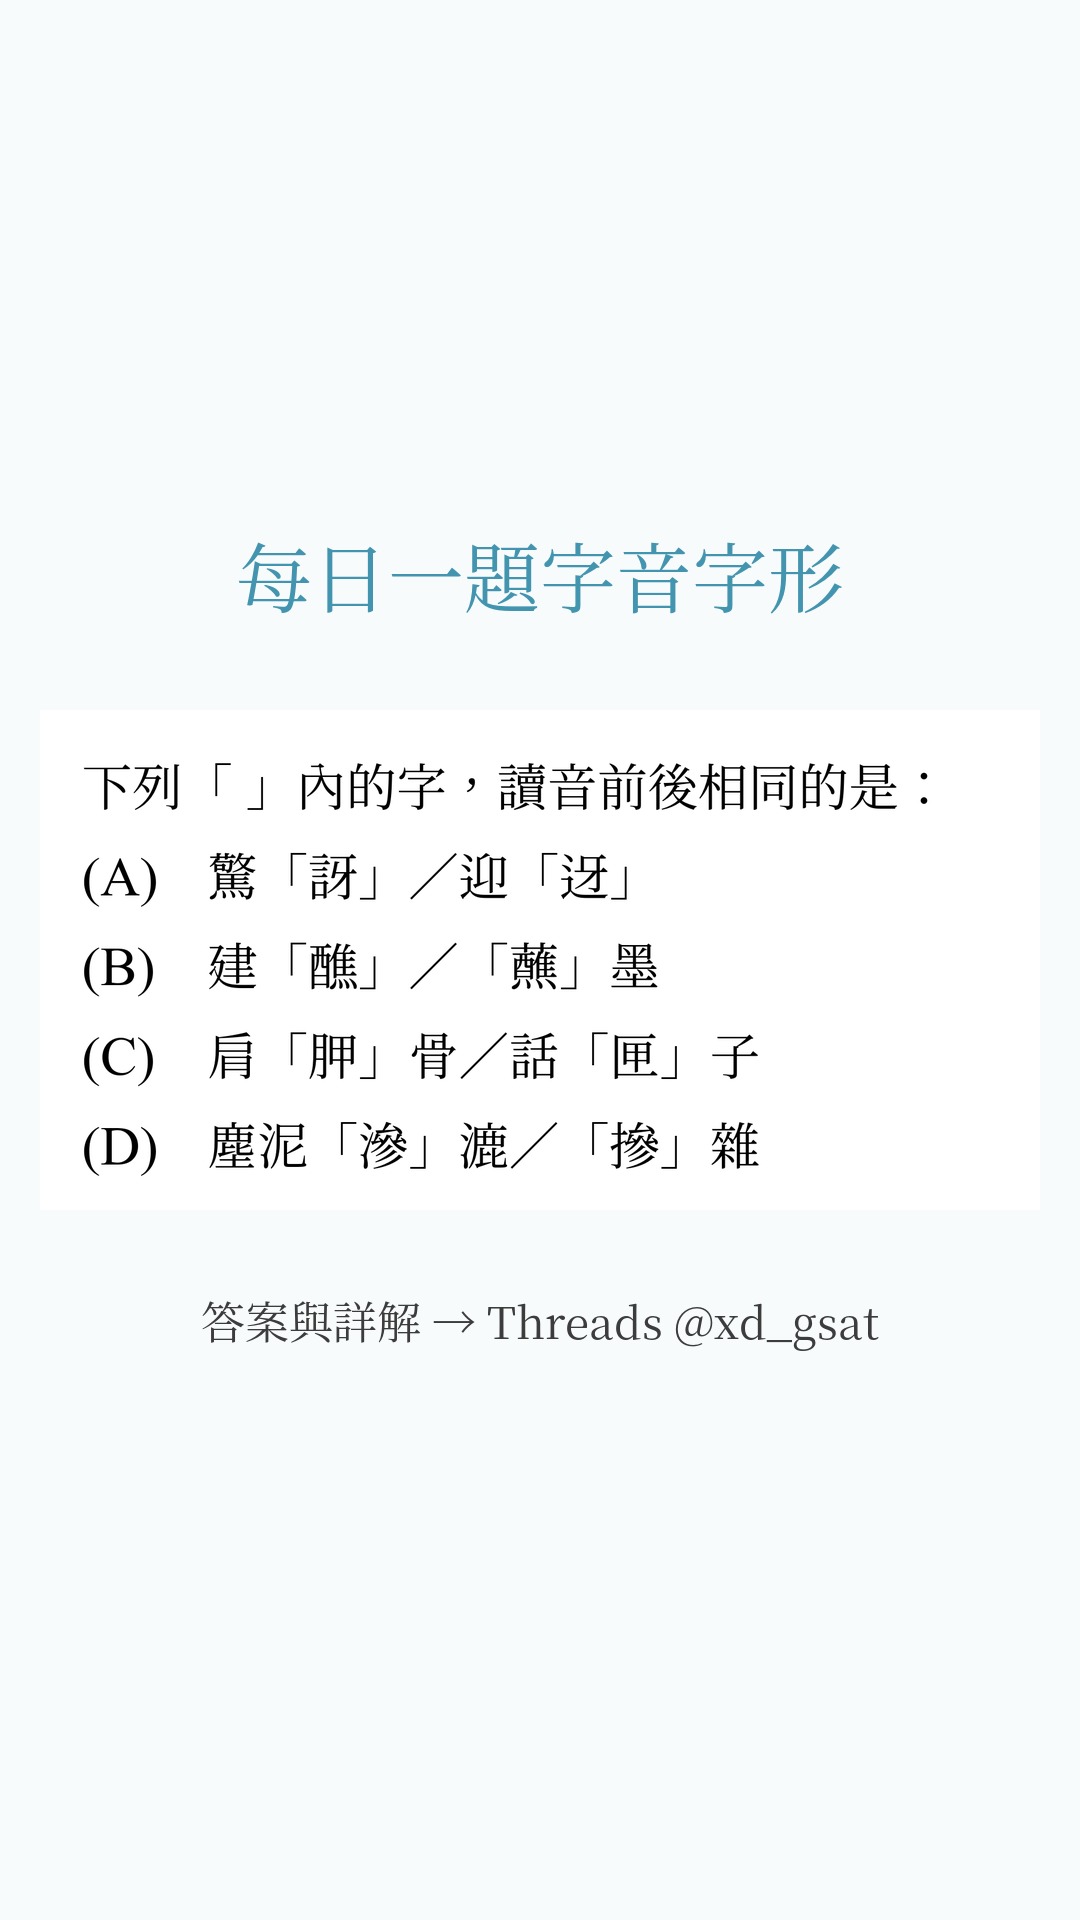 每日一題字音字形
下列「 」內的字，讀音前後相同的是：
(A) 驚「訝」／迎「迓」
(B) 建「醮」／「蘸」墨
(C) 肩「胛」骨／話「匣」子
(D) 塵泥「滲」漉／「摻」雜
答案與詳解 → Threads @xd_gsat